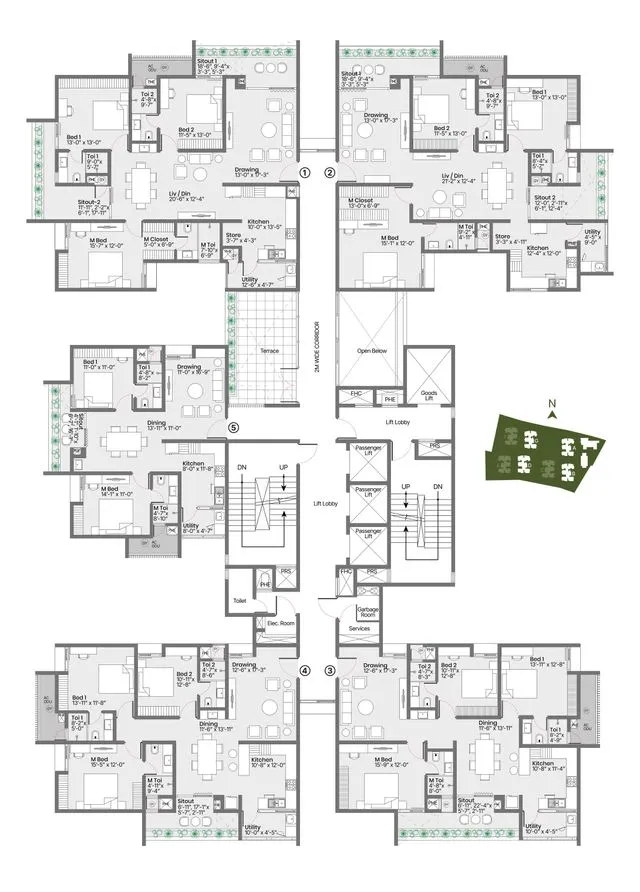 Sitout 1
18'-6", 9'-4"x
3'-3", 5'-3"
AC
ODU
Toi 2
4'-8"x
9'-7"
Bed 1
13'-0" x 13'-0"
Bed 2
11'-5" x 13'-0"
Drawing
13'-0" x 17'-3"
Toi 1
9'-0"x
5'-2"
Sitout-2
11'-11", 2'-2"x
6'-1", 17'-11"
Liv / Din
20'-6" x 12'-4"
1
M Bed
15'-7" x 12'-0"
M Closet
5'-0" x 6'-9"
M Toi
7'-10"x
6'-9"
Store
3'-7" x 4'-3"
Kitchen
10'-0" x 13'-5"
Utility
12'-6" x 4'-7"
Sitout 1
18'-6", 9'-4"x
3'-3", 5'-3"
AC
ODU
Drawing
13'-0" x 17'-3"
Bed 2
11'-5" x 13'-0"
Toi 2
4'-8"x
9'-7"
Bed 1
13'-0" x 13'-0"
2
Liv / Din
21'-2" x 12'-4"
Toi 1
8'-4"x
5'-2"
Sitout 2
12'-0", 2'-11"x
6'-1", 12'-4"
M Closet
13'-0" x 6'-9"
M Bed
15'-1" x 12'-0"
M Toi
9'-2"x
4'-11"
Store
3'-3" x 4'-11"
Kitchen
12'-4" x 12'-0"
Utility
4'-5"x
9'-0"
Terrace
2M WIDE CORRIDOR
Open Below
Goods
Lift
FHC
PHE
Lift Lobby
PRS
Bed 1
11'-0" x 11'-0"
Toi 1
4'-8"x
8'-2"
Drawing
11'-0" x 16'-9"
Sitout
Dining
13'-11" x 11'-0"
5
Kitchen
8'-0" x 11'-8"
M Bed
14'-1" x 11'-0"
M Toi
4'-7"x
8'-10"
Utility
8'-0" x 4'-7"
AC
ODU
DN
UP
Passenger
Lift
Passenger
Lift
Passenger
Lift
Lift Lobby
UP
DN
N
PRS
PHE
Toilet
Elec. Room
FHC
PRS
Garbage
Room
Services
4
3
AC
ODU
Bed 1
13'-11" x 11'-8"
Bed 2
10'-11"x
12'-8"
Toi 2
4'-7"x
8'-6"
Drawing
12'-6" x 17'-3"
Toi 1
8'-2"x
5'-0"
Dining
11'-6" x 13'-11"
M Bed
15'-5" x 12'-0"
M Toi
4'-11"x
9'-4"
Kitchen
10'-8" x 12'-0"
Sitout
6'-11", 17'-1"x
5'-7", 2'-11"
Utility
10'-0" x 4'-5"
Drawing
12'-6" x 17'-3"
Toi 2
4'-7"x
8'-3"
Bed 2
10'-11"x
12'-8"
Bed 1
13'-11" x 12'-8"
AC
ODU
Dining
11'-6" x 13'-11"
Toi 1
8'-2"x
4'-9"
M Bed
15'-9" x 12'-0"
M Toi
4'-8"x
8'-0"
Kitchen
10'-8" x 11'-4"
Sitout
6'-11", 22'-4"x
5'-7", 2'-11"
Utility
10'-0" x 4'-5"